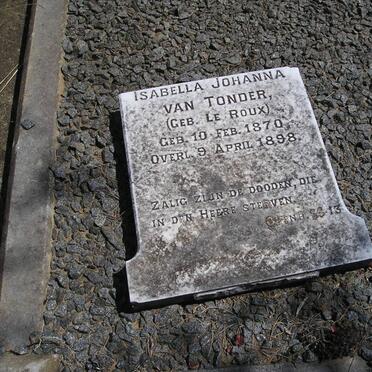 ISABELLA JOHANNA
VAN TONDER,
(GEB. LE ROUX)
GEB. 10 FEB. 1870
OVERL. 9 APRIL 1898.
ZALIG ZIJN DE DOODEN, DIE
IN D'N HEERE STERVEN.